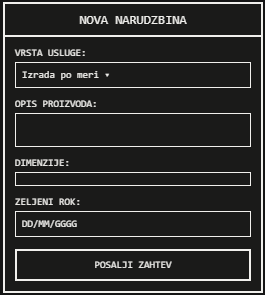 NOVA NARUDZBINA
VRSTA USLUGE:
Izrada po meri ▾
OPIS PROIZVODA:
DIMENZIJE:
ZELJENI ROK:
DD/MM/GGGG
POSALJI ZAHTEV